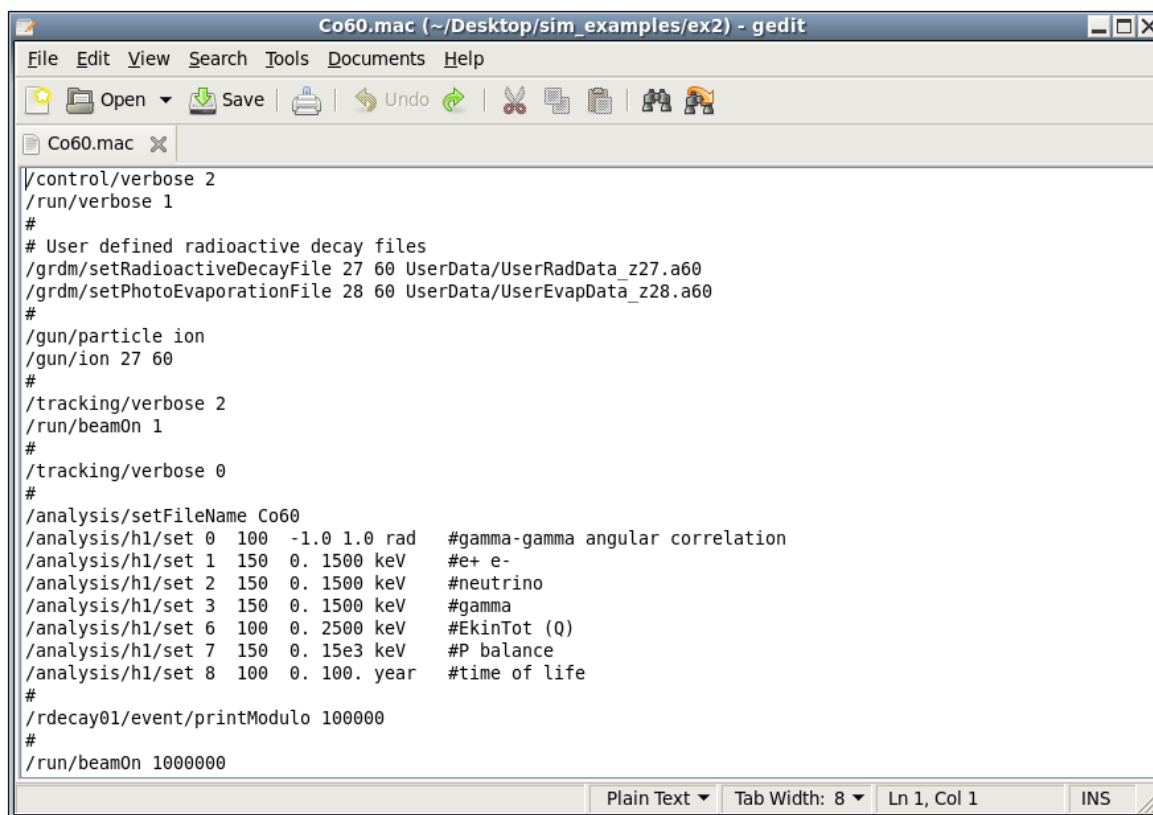 Co60.mac (~/Desktop/sim_examples/ex2) - gedit
File Edit View Search Tools Documents Help
Open Save Undo
Co60.mac
/control/verbose 2
/run/verbose 1
#
# User defined radioactive decay files
/grdm/setRadioactiveDecayFile 27 60 UserData/UserRadData_z27.a60
/grdm/setPhotoEvaporationFile 28 60 UserData/UserEvapData_z28.a60
#
/gun/particle ion
/gun/ion 27 60
#
/tracking/verbose 2
/run/beamOn 1
#
/tracking/verbose 0
#
/analysis/setFileName Co60
/analysis/h1/set 0  100  -1.0 1.0 rad   #gamma-gamma angular correlation
/analysis/h1/set 1  150  0. 1500 keV    #e+ e-
/analysis/h1/set 2  150  0. 1500 keV    #neutrino
/analysis/h1/set 3  150  0. 1500 keV    #gamma
/analysis/h1/set 6  100  0. 2500 keV    #EkinTot (Q)
/analysis/h1/set 7  150  0. 15e3 keV    #P balance
/analysis/h1/set 8  100  0. 100. year   #time of life
#
/rdecay01/event/printModulo 100000
#
/run/beamOn 1000000
Plain Text Tab Width: 8 Ln 1, Col 1 INS